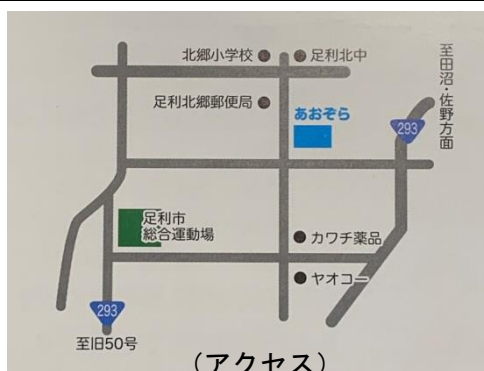 北郷小学校
足利北中
足利北郷郵便局
あおぞら
至田沼・佐野方面
293
足利市
総合運動場
カワチ薬品
ヤオコー
293
至旧50号
（アクセス）